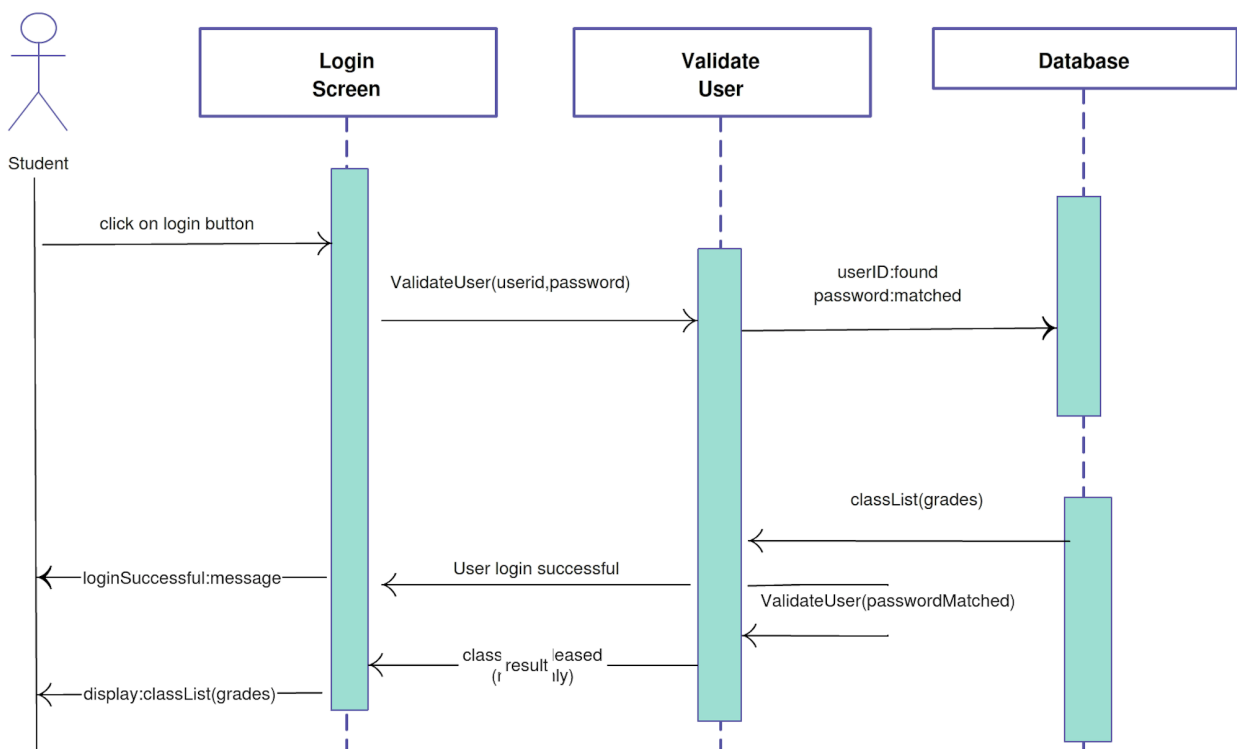 Login
Screen
Validate
User
Database
Student
click on login button
ValidateUser(userid,password)
userID:found
password:matched
classList(grades)
User login successful
loginSuccessful:message
ValidateUser(passwordMatched)
result
display:classList(grades)